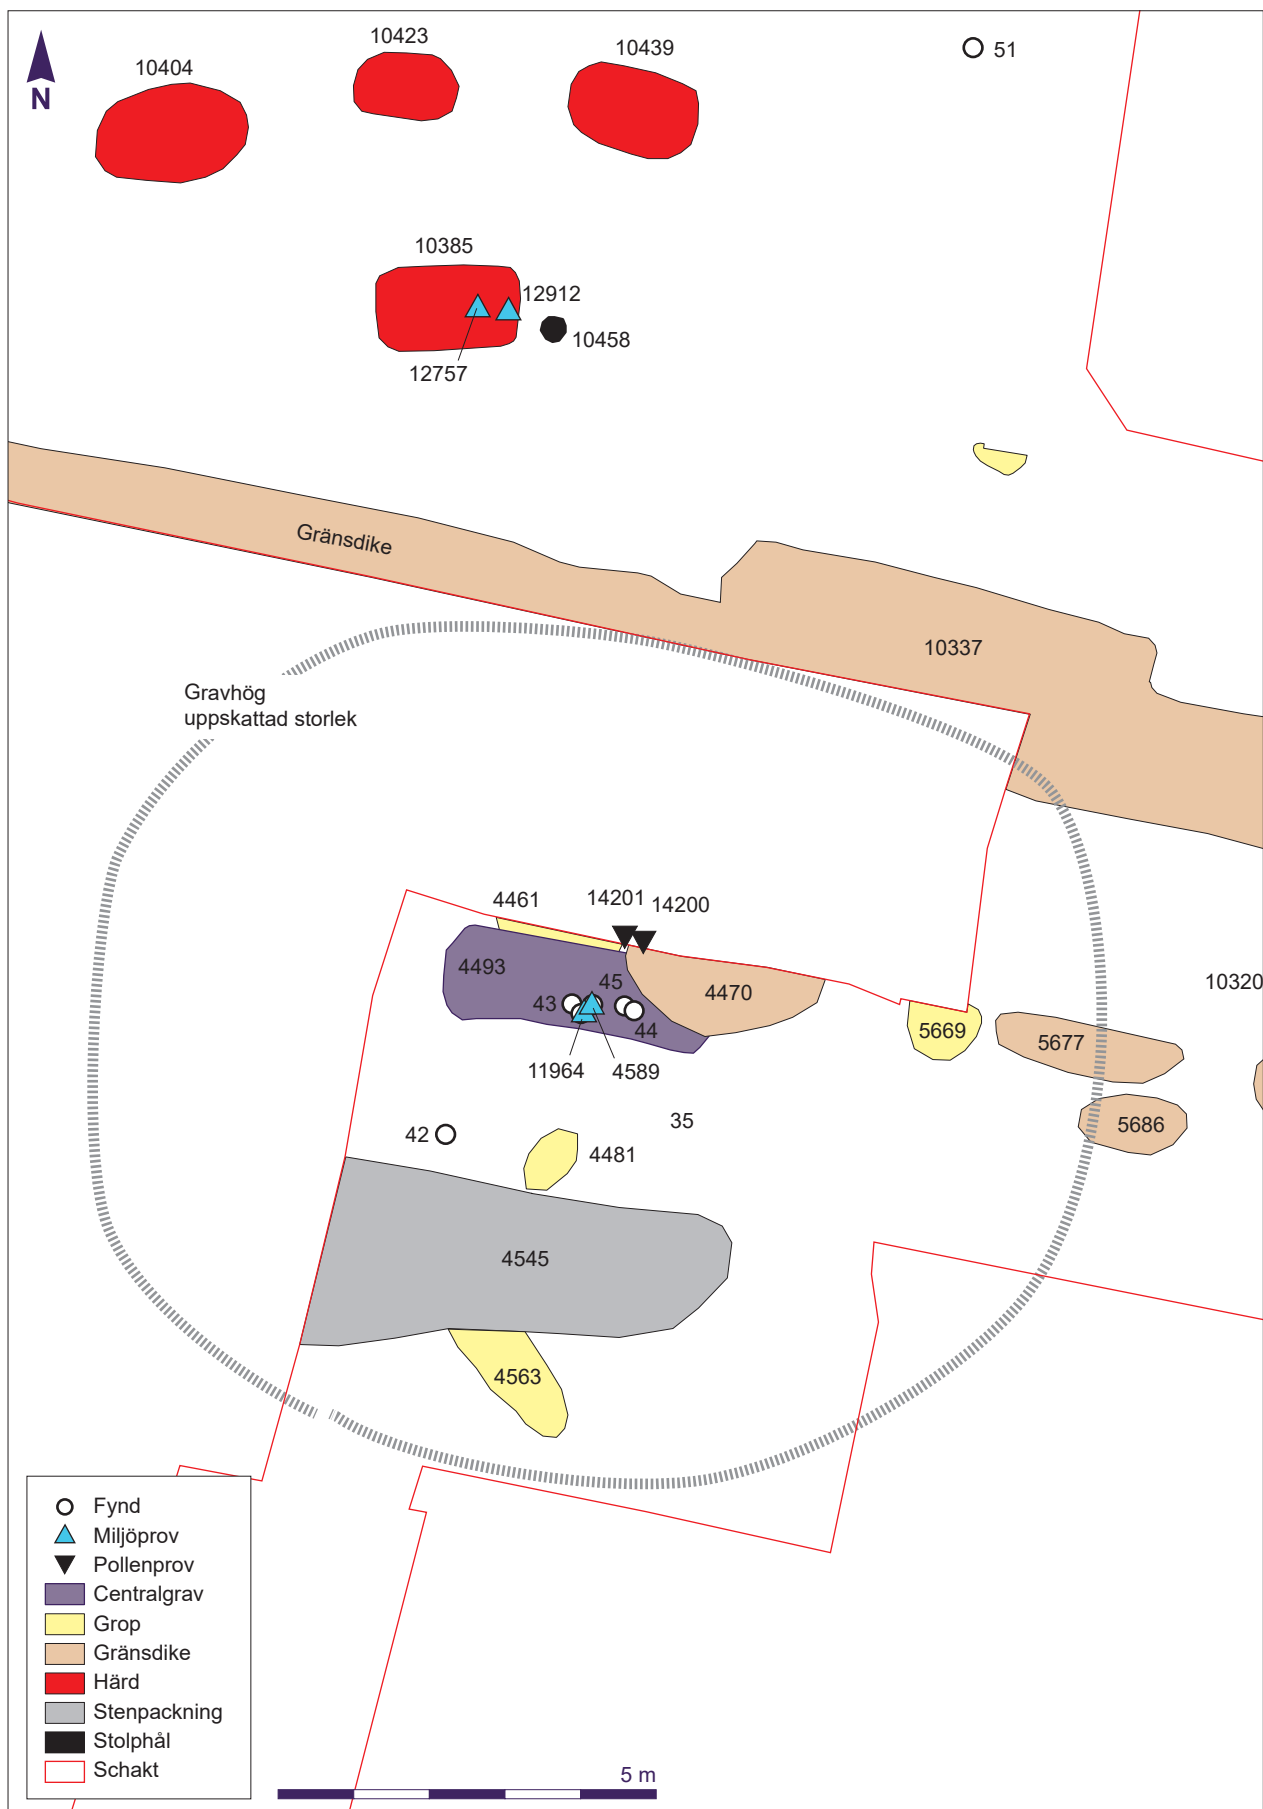 10423
10439
51
10404
N
10385
12912
10458
12757
Gränsdike
10337
Gravhög
uppskattad storlek
4461
14201
14200
4493
45
4470
10320
43
44
5669
5677
11964
4589
35
42
4481
5686
4545
4563
Fynd
Miljöprov
Pollenprov
Centralgrav
Grop
Gränsdike
Härd
Stenpackning
Stolphål
Schakt
5 m